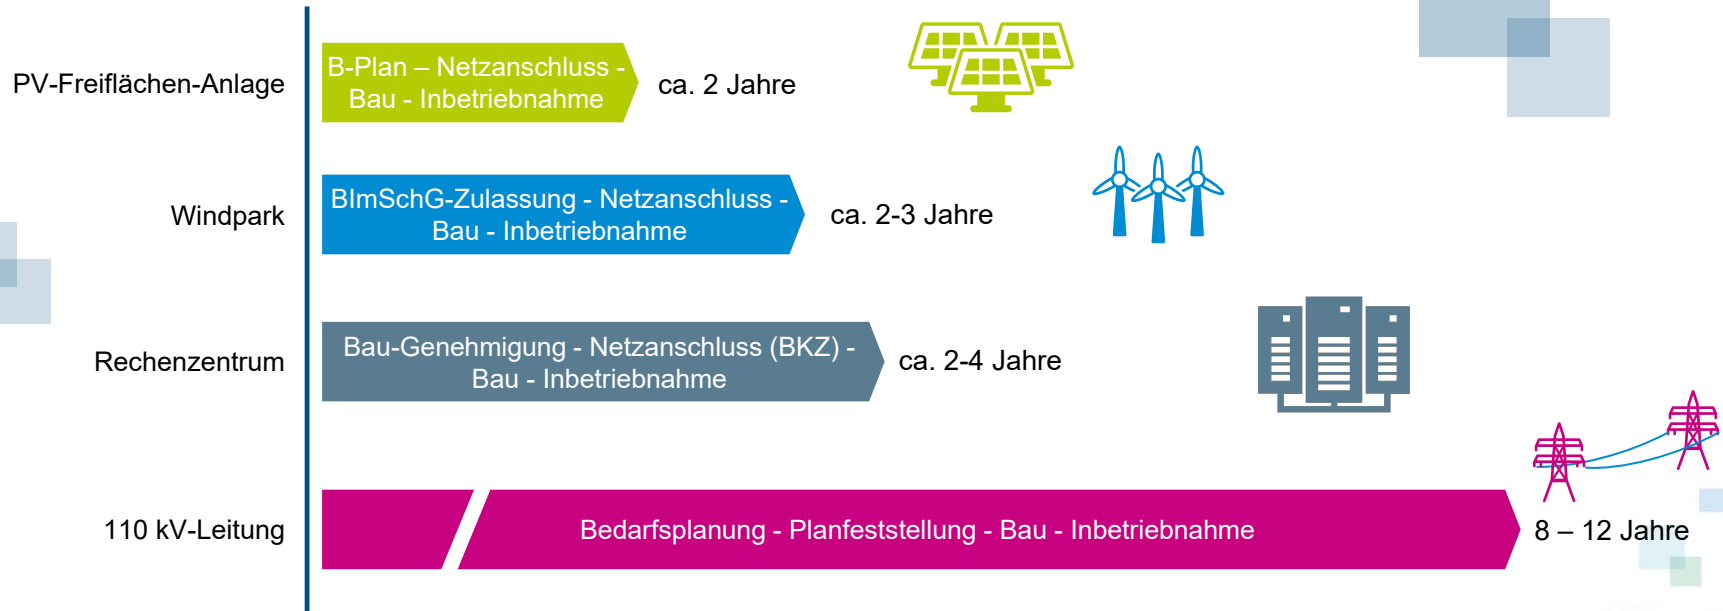 PV-Freiflächen-Anlage
B-Plan – Netzanschluss -
Bau - Inbetriebnahme
ca. 2 Jahre
Windpark
BImSchG-Zulassung - Netzanschluss -
Bau - Inbetriebnahme
ca. 2-3 Jahre
Rechenzentrum
Bau-Genehmigung - Netzanschluss (BKZ) -
Bau - Inbetriebnahme
ca. 2-4 Jahre
110 kV-Leitung
Bedarfsplanung - Planfeststellung - Bau - Inbetriebnahme
8 – 12 Jahre